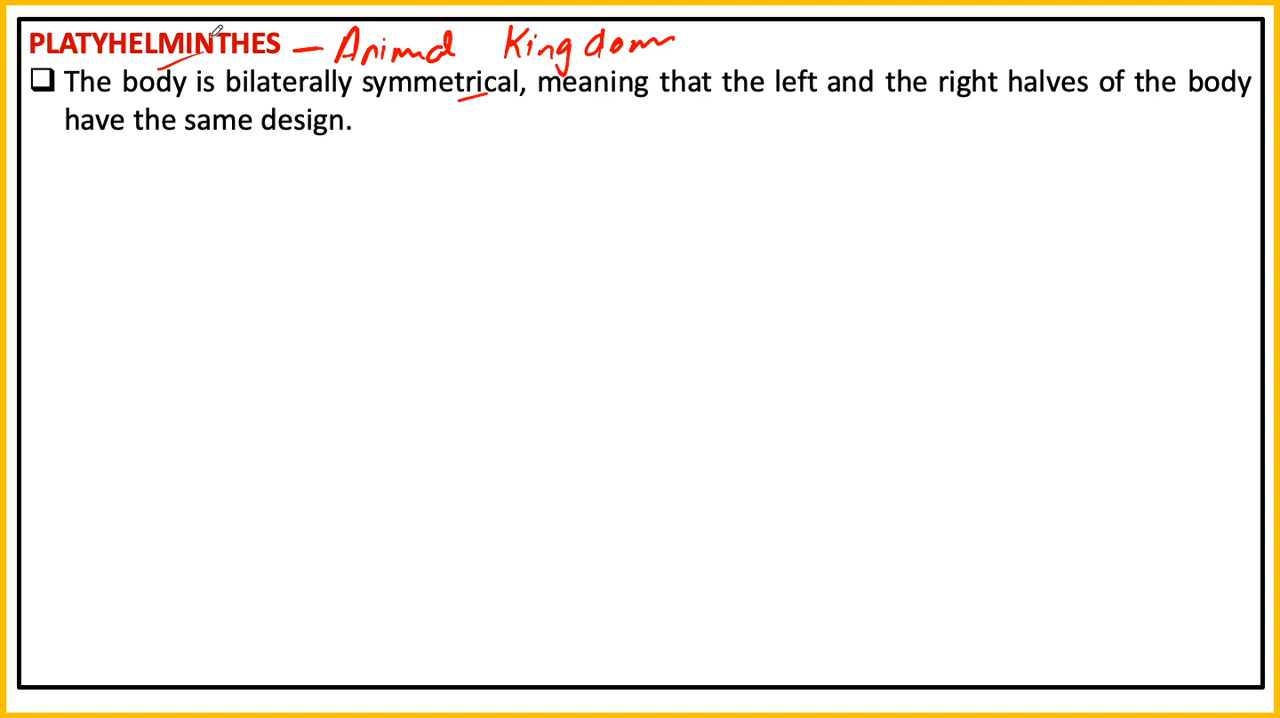 PLATYHELMINTHES – Animal Kingdom
❑ The body is bilaterally symmetrical, meaning that the left and the right halves of the body
have the same design.